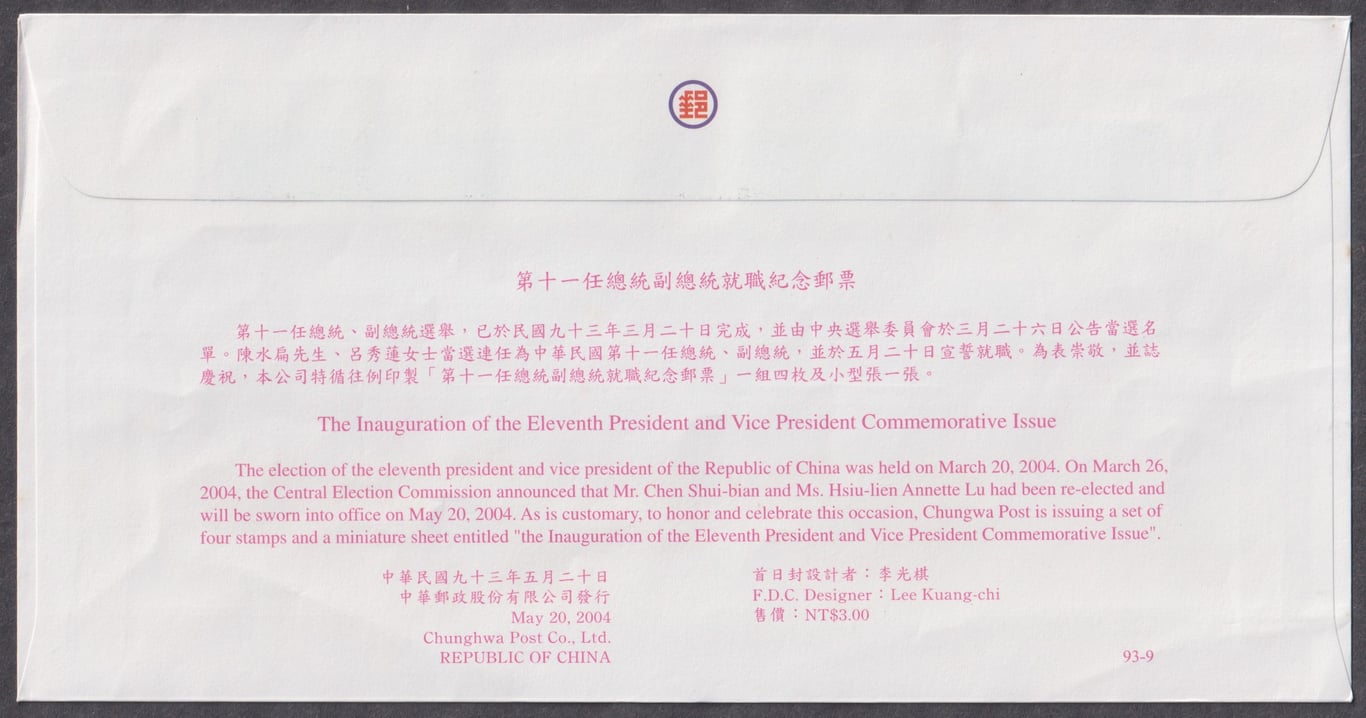 郵
第十一任總統副總統就職紀念郵票
第十一任總統、副總統選舉，已於民國九十三年三月二十日完成，並由中央選舉委員會於三月二十六日公告當選名
單。陳水扁先生、呂秀蓮女士當選連任為中華民國第十一任總統、副總統，並於五月二十日宣誓就職。為表崇敬，並誌
慶祝，本公司特循往例印製「第十一任總統副總統就職紀念郵票」一組四枚及小型張一張。
The Inauguration of the Eleventh President and Vice President Commemorative Issue
The election of the eleventh president and vice president of the Republic of China was held on March 20, 2004. On March 26,
2004, the Central Election Commission announced that Mr. Chen Shui-bian and Ms. Hsiu-lien Annette Lu had been re-elected and
will be sworn into office on May 20, 2004. As is customary, to honor and celebrate this occasion, Chungwa Post is issuing a set of
four stamps and a miniature sheet entitled "the Inauguration of the Eleventh President and Vice President Commemorative Issue".
中華民國九十三年五月二十日
中華郵政股份有限公司發行
May 20, 2004
Chunghwa Post Co., Ltd.
REPUBLIC OF CHINA
首日封設計者：李光棋
F.D.C. Designer：Lee Kuang-chi
售價：NT$3.00
93-9